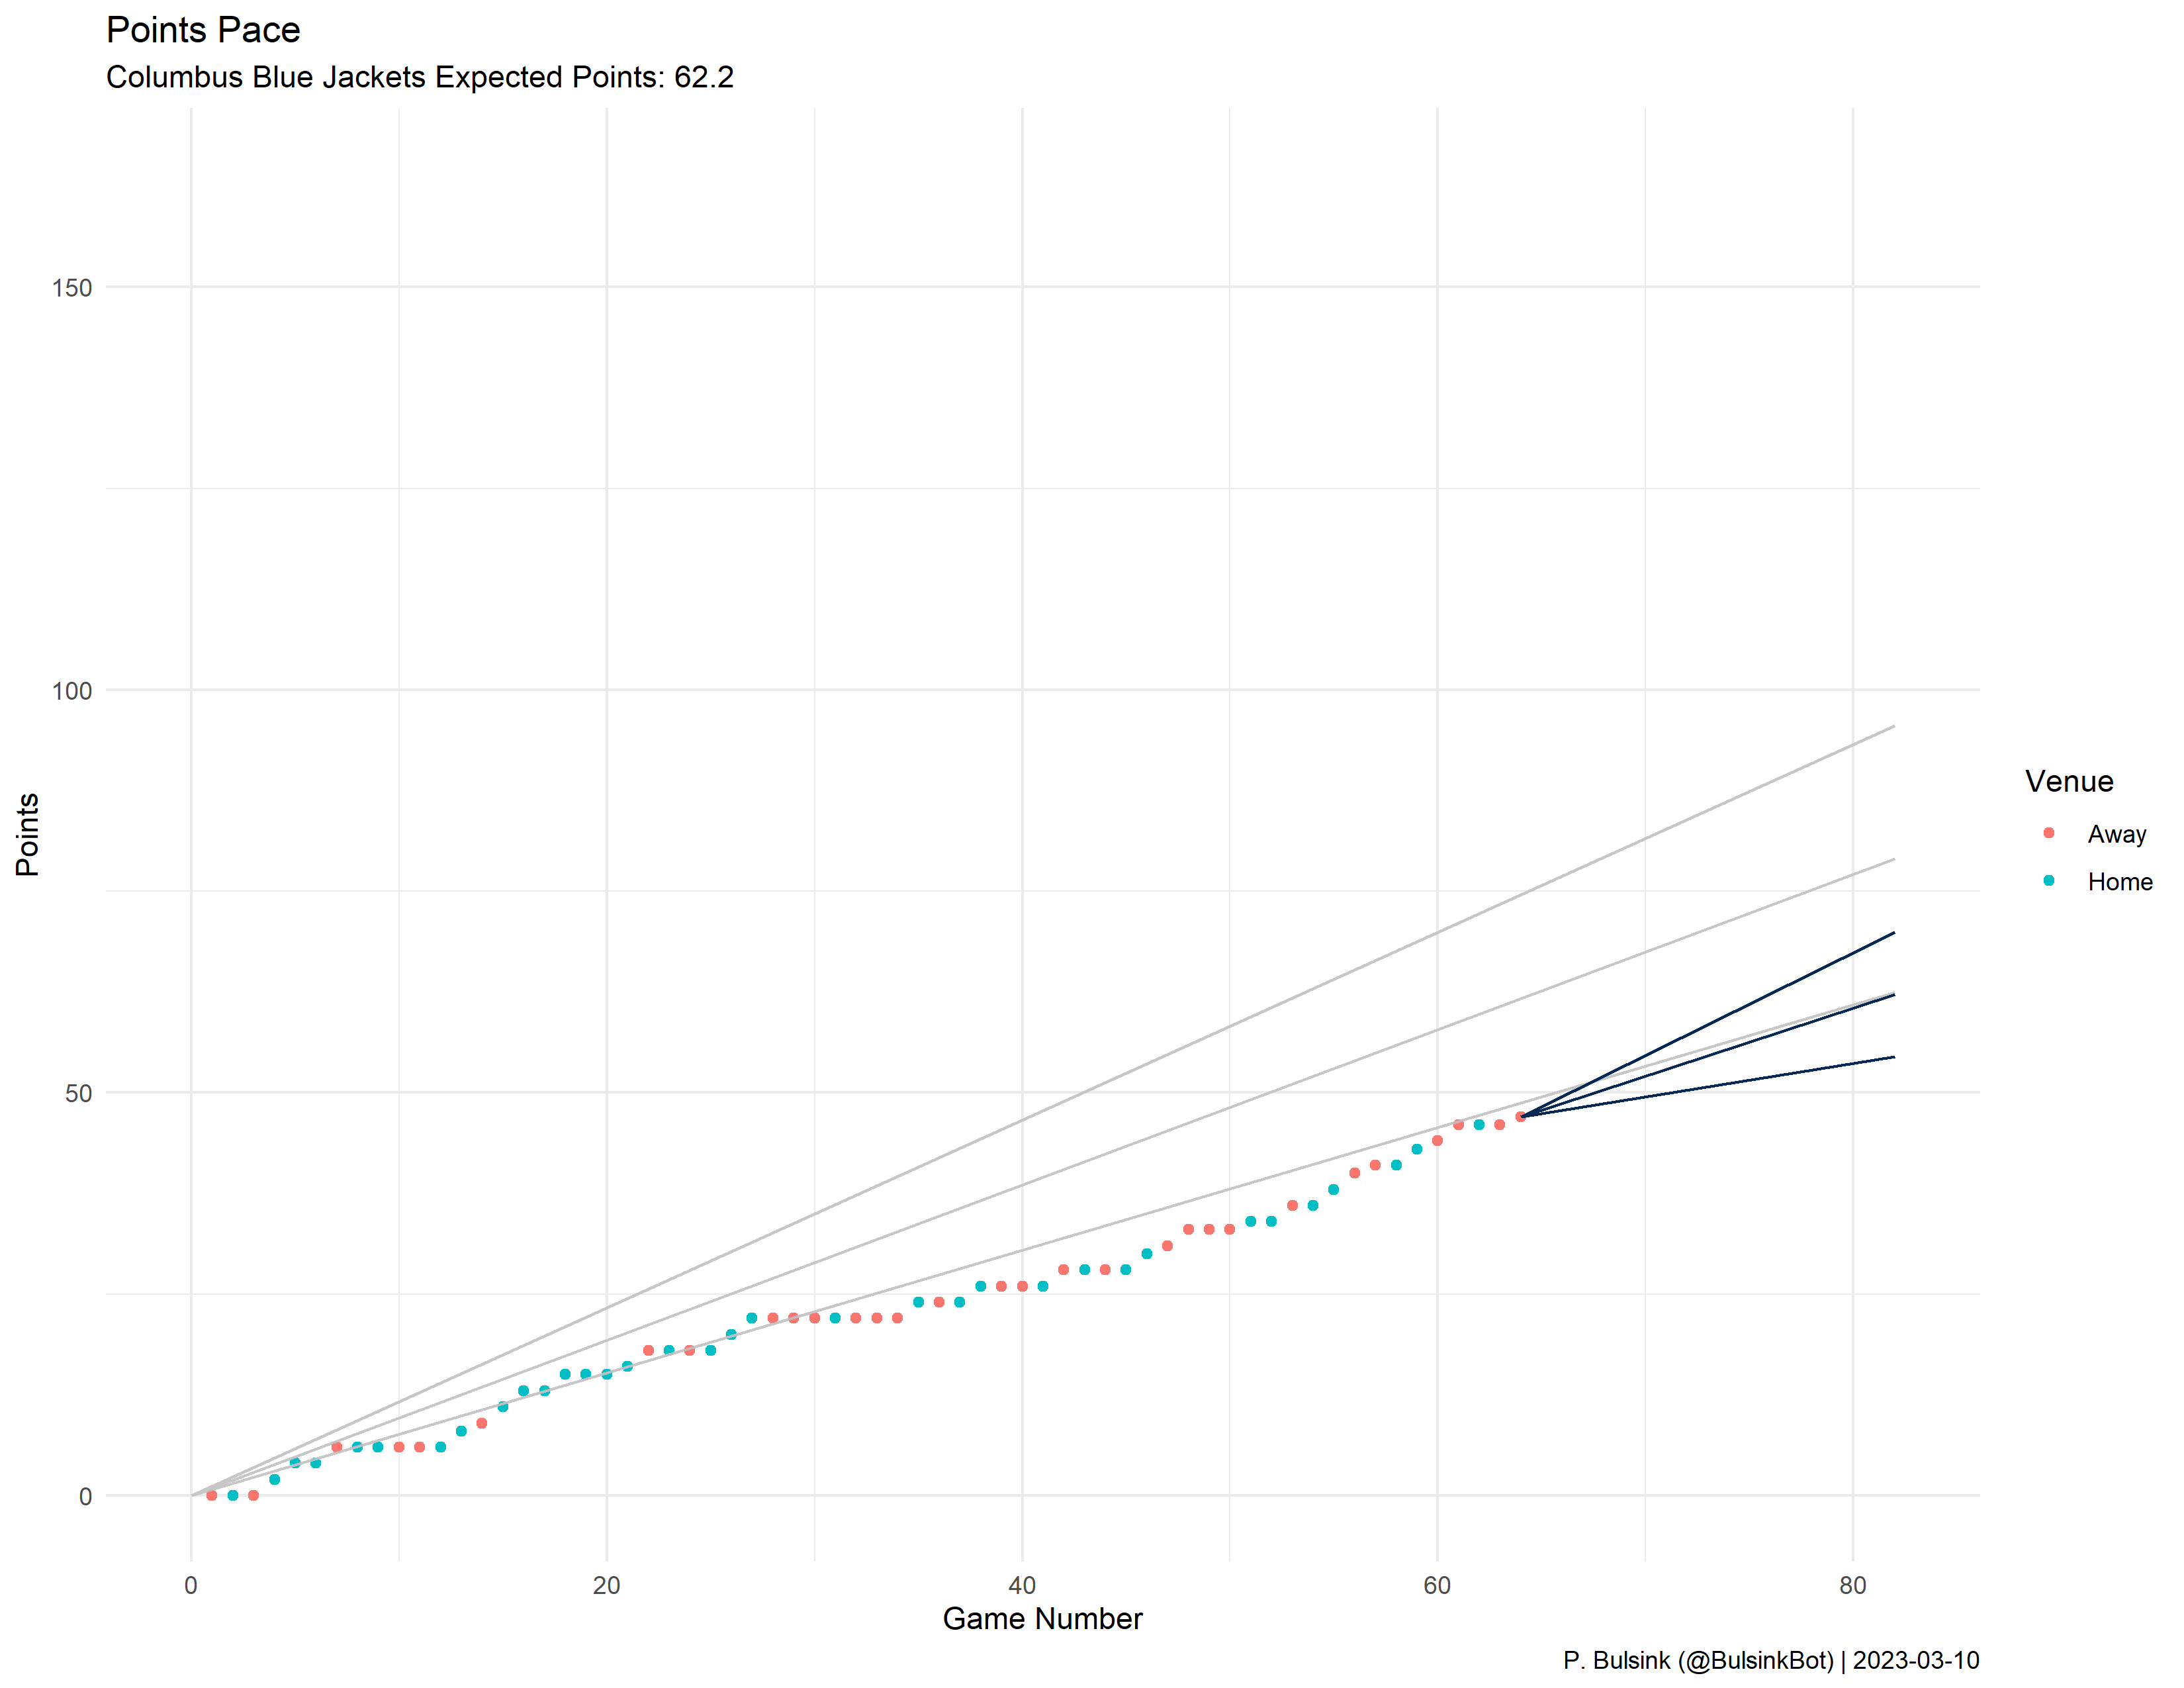 Points Pace
Columbus Blue Jackets Expected Points: 62.2
150
100
50
0
Points
0 20 40 60 80
Game Number
Venue
Away
Home
P. Bulsink (@BulsinkBot) | 2023-03-10